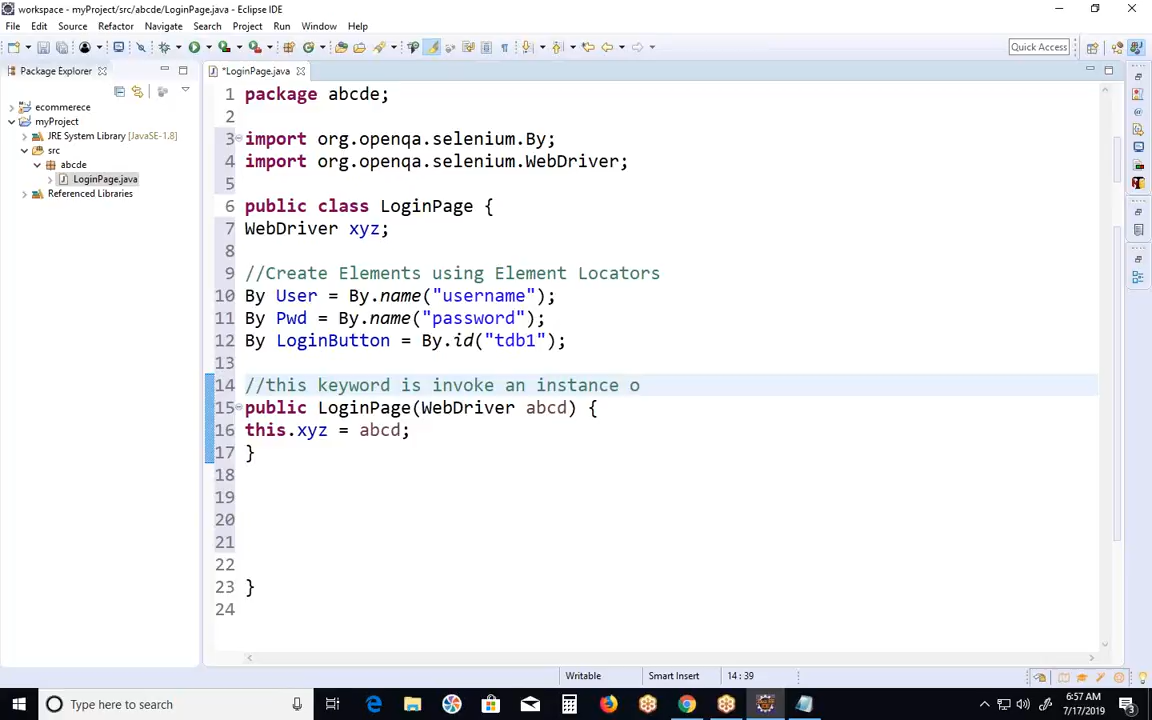 workspace - myProject/src/abcde/LoginPage.java - Eclipse IDE
File Edit Source Refactor Navigate Search Project Run Window Help
Quick Access
Package Explorer
*LoginPage.java
ecommerece
myProject
JRE System Library [JavaSE-1.8]
src
abcde
LoginPage.java
Referenced Libraries
1 package abcde;
2
3 import org.openqa.selenium.By;
4 import org.openqa.selenium.WebDriver;
5
6 public class LoginPage {
7 WebDriver xyz;
8
9 //Create Elements using Element Locators
10 By User = By.name("username");
11 By Pwd = By.name("password");
12 By LoginButton = By.id("tdb1");
13
14 //this keyword is invoke an instance o
15 public LoginPage(WebDriver abcd) {
16 this.xyz = abcd;
17 }
18
19
20
21
22
23 }
24
Writable Smart Insert 14 : 39
Type here to search
6:57 AM
7/17/2019
3